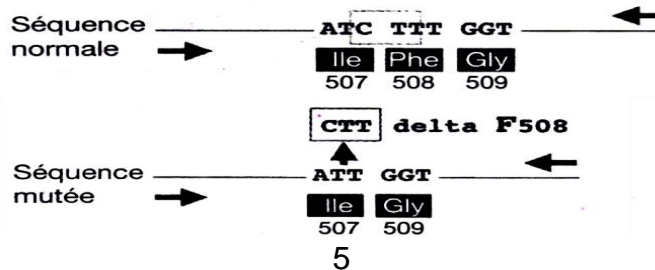 Séquence normale ATC TTT GGT
Ile Phe Gly
507 508 509
CTT delta F508
Séquence mutée ATT GGT
Ile Gly
507 509
5